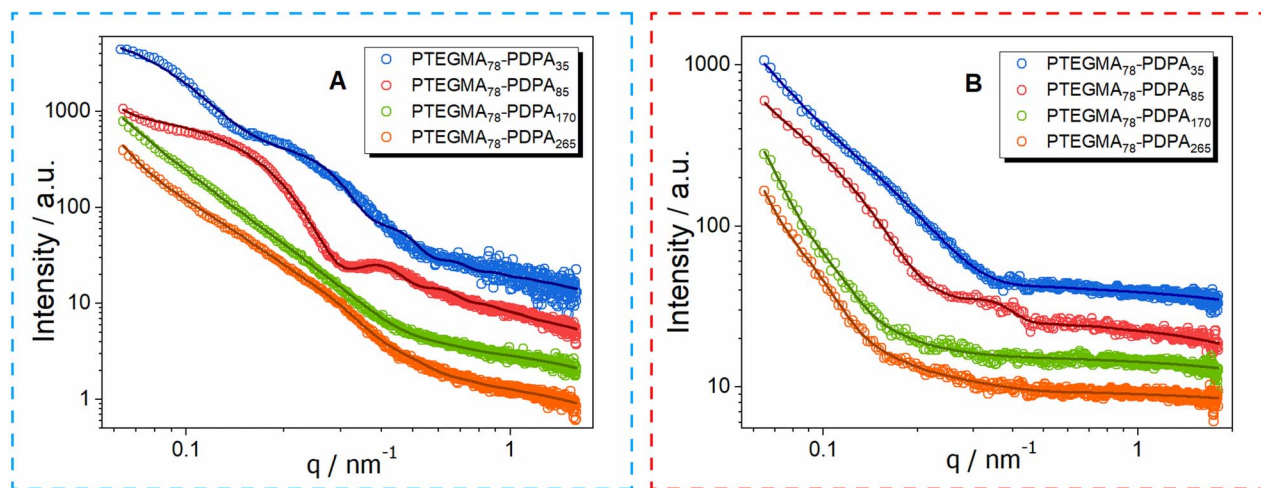 A
PTEGMA₇₈-PDPA₃₅
PTEGMA₇₈-PDPA₈₅
PTEGMA₇₈-PDPA₁₇₀
PTEGMA₇₈-PDPA₂₆₅
Intensity / a.u.
1000
100
10
1
0.1
1
q / nm⁻¹
B
PTEGMA₇₈-PDPA₃₅
PTEGMA₇₈-PDPA₈₅
PTEGMA₇₈-PDPA₁₇₀
PTEGMA₇₈-PDPA₂₆₅
Intensity / a.u.
1000
100
10
0.1
1
q / nm⁻¹